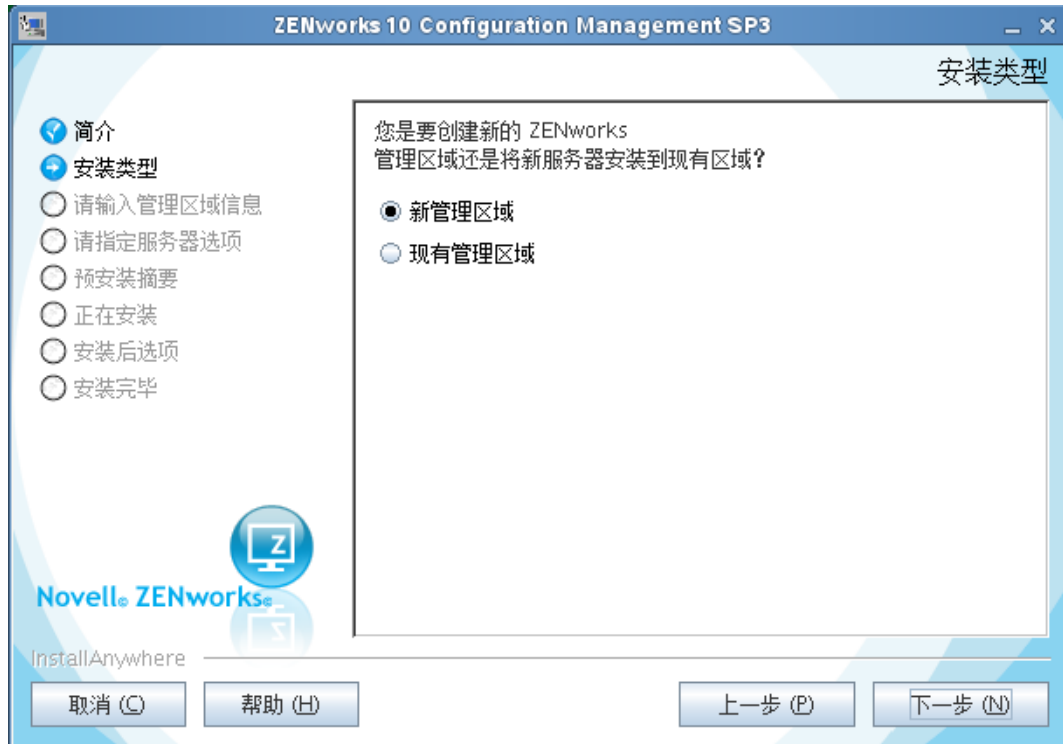 ZENworks 10 Configuration Management SP3
安装类型
简介
安装类型
请输入管理区域信息
请指定服务器选项
预安装摘要
正在安装
安装后选项
安装完毕
您是要创建新的 ZENworks
管理区域还是将新服务器安装到现有区域?
新管理区域
现有管理区域
Z
Novell® ZENworks®
InstallAnywhere
取消 (C)
帮助 (H)
上一步 (P)
下一步 (N)